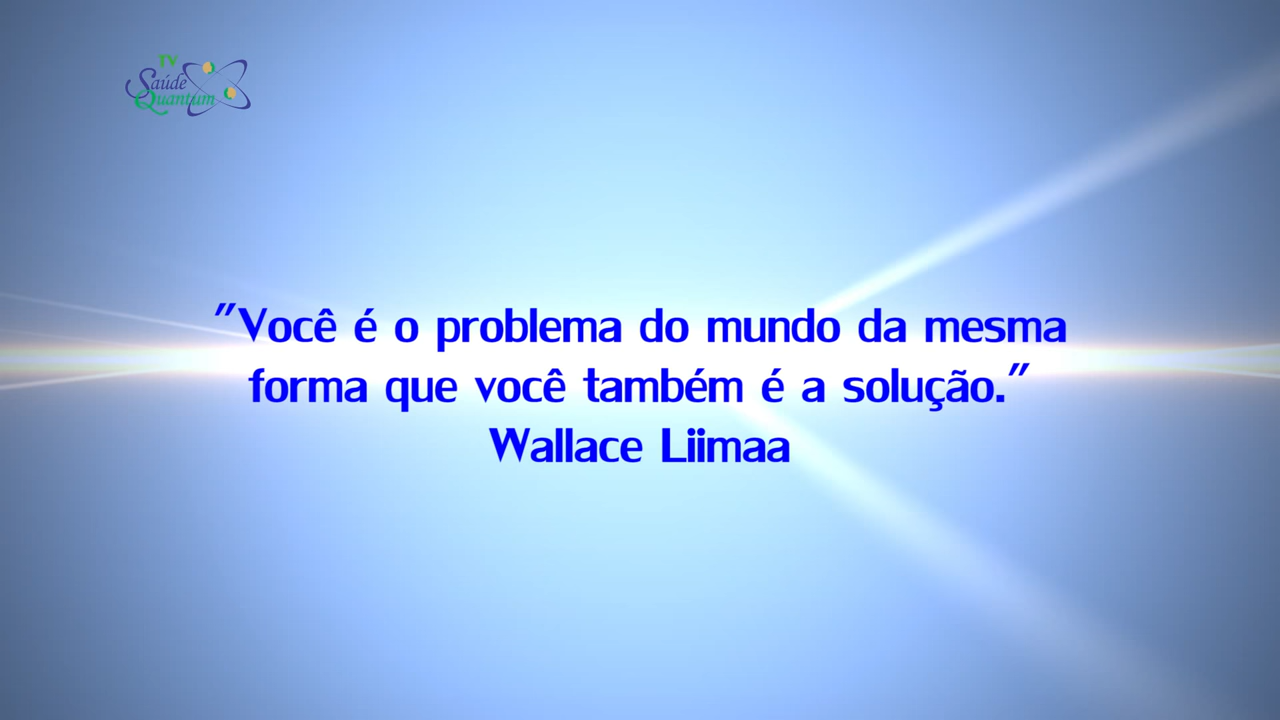 TV
Saúde
Quantum
"Você é o problema do mundo da mesma
forma que você também é a solução."
Wallace Liimaa